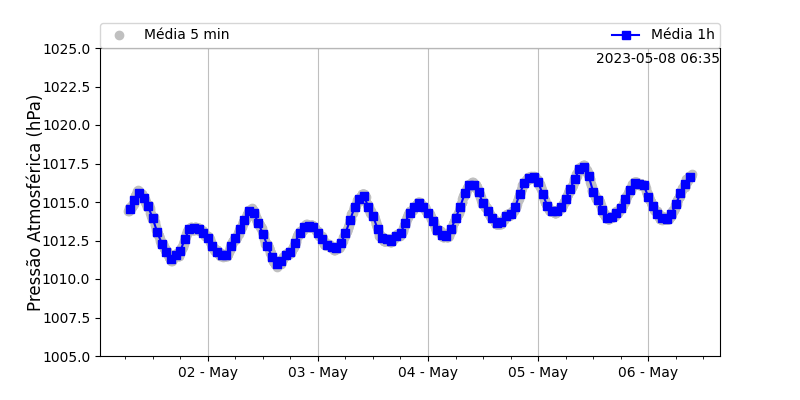 Média 5 min
Média 1h
2023-05-08 06:35
Pressão Atmosférica (hPa)
1025.0
1022.5
1020.0
1017.5
1015.0
1012.5
1010.0
1007.5
1005.0
02 - May
03 - May
04 - May
05 - May
06 - May